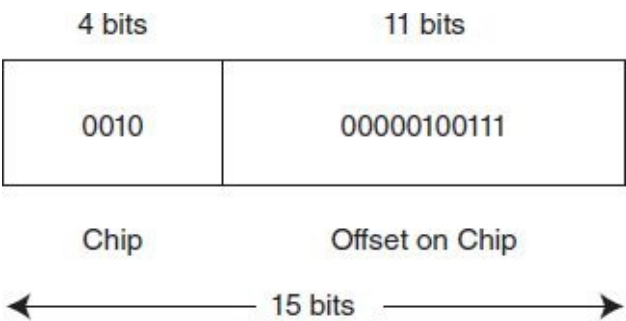 4 bits 11 bits
0010 00000100111
Chip Offset on Chip
15 bits